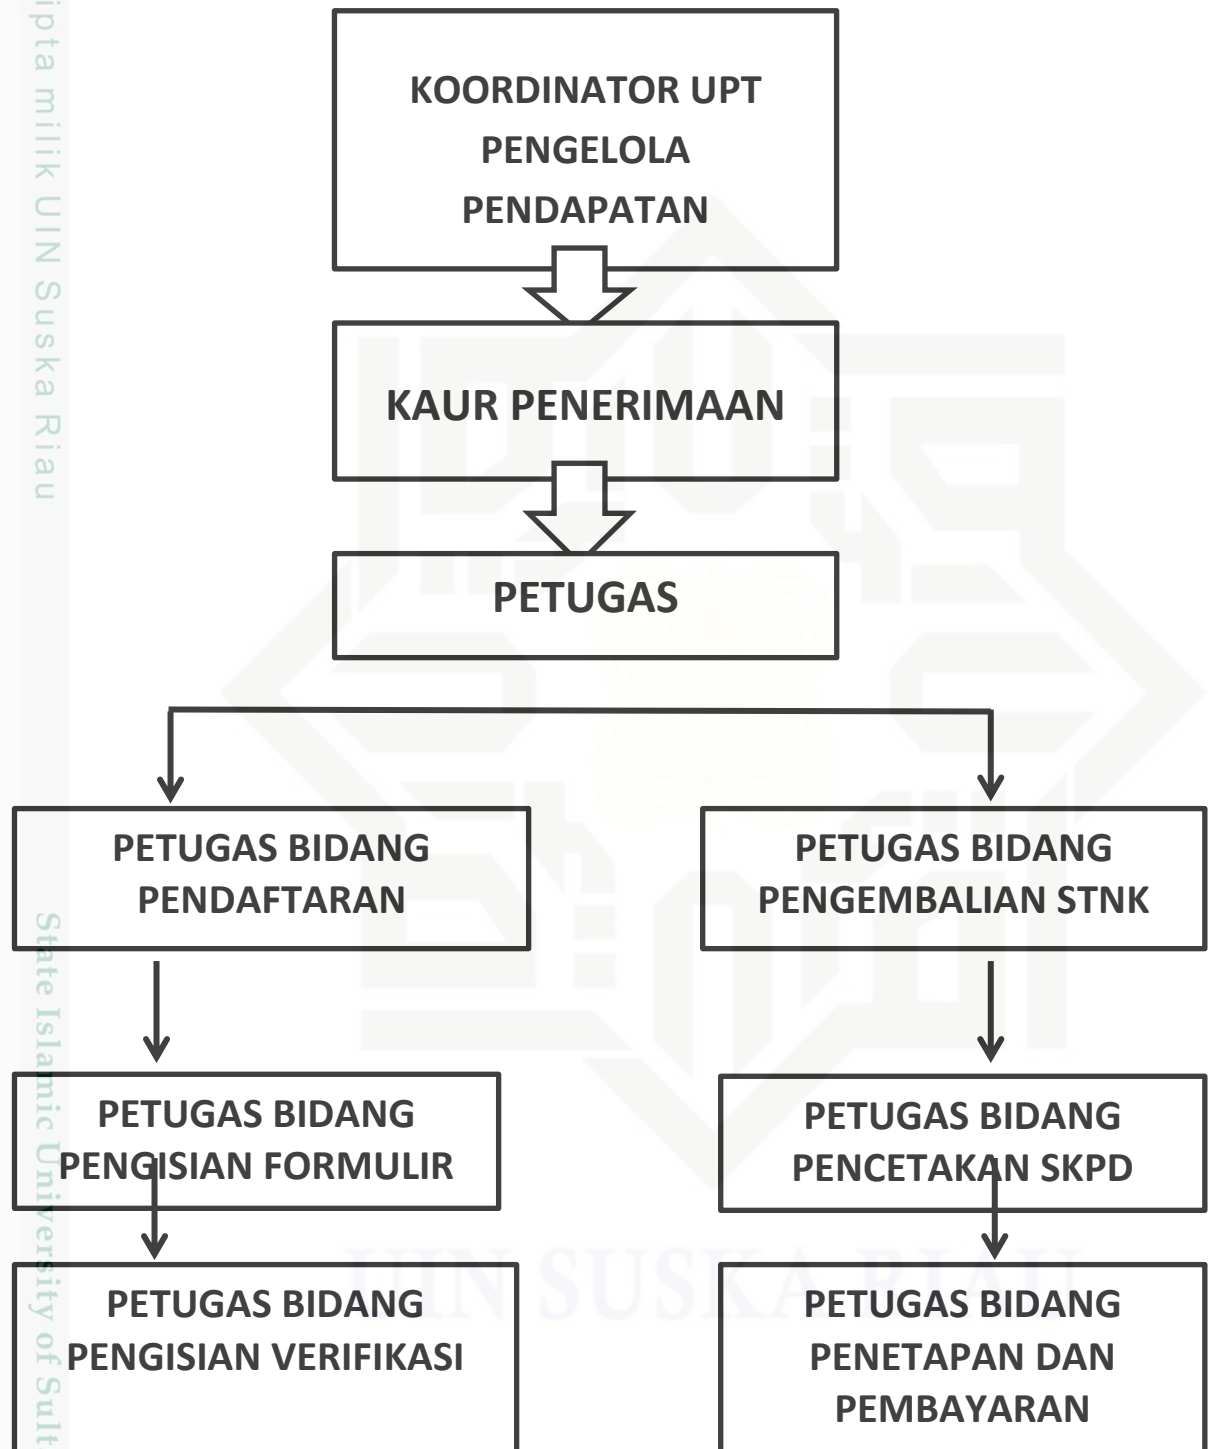 KOORDINATOR UPT
PENGELOLA
PENDAPATAN
KAUR PENERIMAAN
PETUGAS
PETUGAS BIDANG
PENDAFTARAN
PETUGAS BIDANG
PENGEMBALIAN STNK
PETUGAS BIDANG
PENGISIAN FORMULIR
PETUGAS BIDANG
PENCETAKAN SKPD
PETUGAS BIDANG
PENGISIAN VERIFIKASI
PETUGAS BIDANG
PENETAPAN DAN
PEMBAYARAN
ipta milik UIN Suska Riau
State Islamic University of Sult
UIN SUSKA RIAU